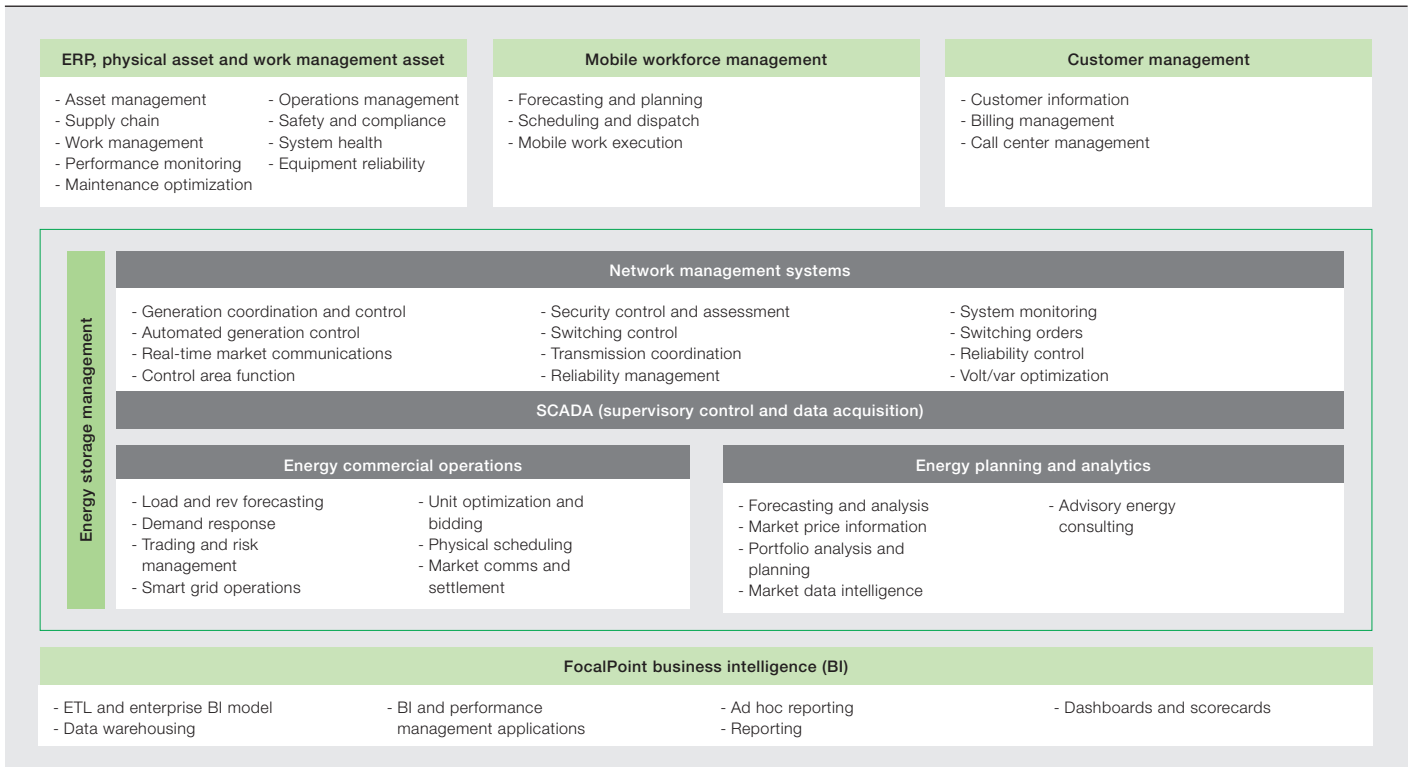 ERP, physical asset and work management asset
- Asset management
- Supply chain
- Work management
- Performance monitoring
- Maintenance optimization
- Operations management
- Safety and compliance
- System health
- Equipment reliability
Mobile workforce management
- Forecasting and planning
- Scheduling and dispatch
- Mobile work execution
Customer management
- Customer information
- Billing management
- Call center management
Energy storage management
Network management systems
- Generation coordination and control
- Automated generation control
- Real-time market communications
- Control area function
- Security control and assessment
- Switching control
- Transmission coordination
- Reliability management
- System monitoring
- Switching orders
- Reliability control
- Volt/var optimization
SCADA (supervisory control and data acquisition)
Energy commercial operations
- Load and rev forecasting
- Demand response
- Trading and risk
management
- Smart grid operations
- Unit optimization and
bidding
- Physical scheduling
- Market comms and
settlement
Energy planning and analytics
- Forecasting and analysis
- Market price information
- Portfolio analysis and
planning
- Market data intelligence
- Advisory energy
consulting
FocalPoint business intelligence (BI)
- ETL and enterprise BI model
- Data warehousing
- BI and performance
management applications
- Ad hoc reporting
- Reporting
- Dashboards and scorecards